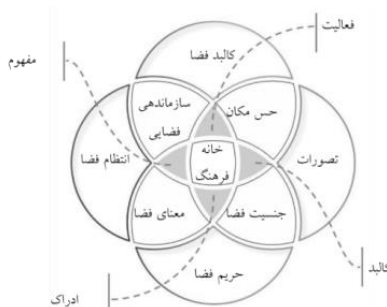 فعالیت
کالبد فضا
مفهوم
سازماندهی
فضایی
حس مکان
خانه
فرهنگ
تصورات
انتظام فضا
معنای فضا
جنسیت فضا
کالبد
حریم فضا
ادراک